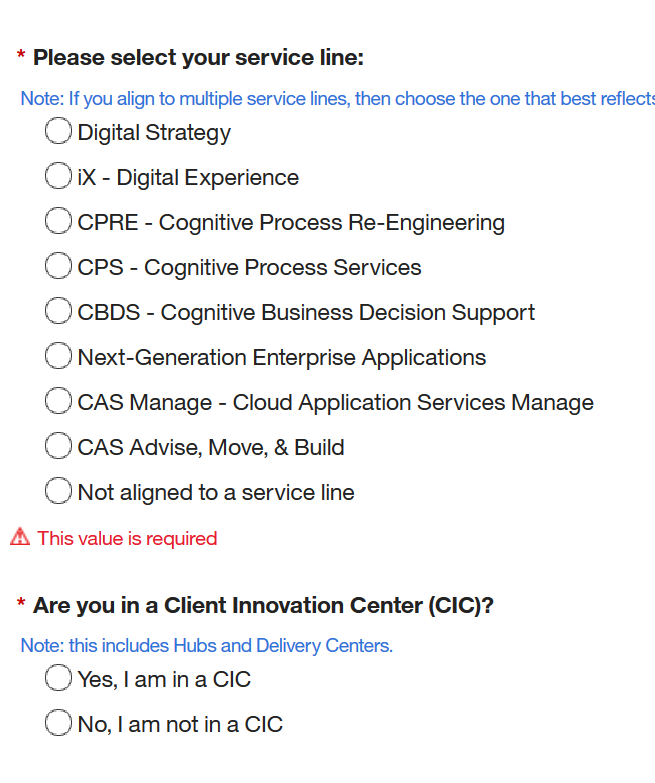 * Please select your service line:
Note: If you align to multiple service lines, then choose the one that best reflects
Digital Strategy
iX - Digital Experience
CPRE - Cognitive Process Re-Engineering
CPS - Cognitive Process Services
CBDS - Cognitive Business Decision Support
Next-Generation Enterprise Applications
CAS Manage - Cloud Application Services Manage
CAS Advise, Move, & Build
Not aligned to a service line
This value is required
* Are you in a Client Innovation Center (CIC)?
Note: this includes Hubs and Delivery Centers.
Yes, I am in a CIC
No, I am not in a CIC